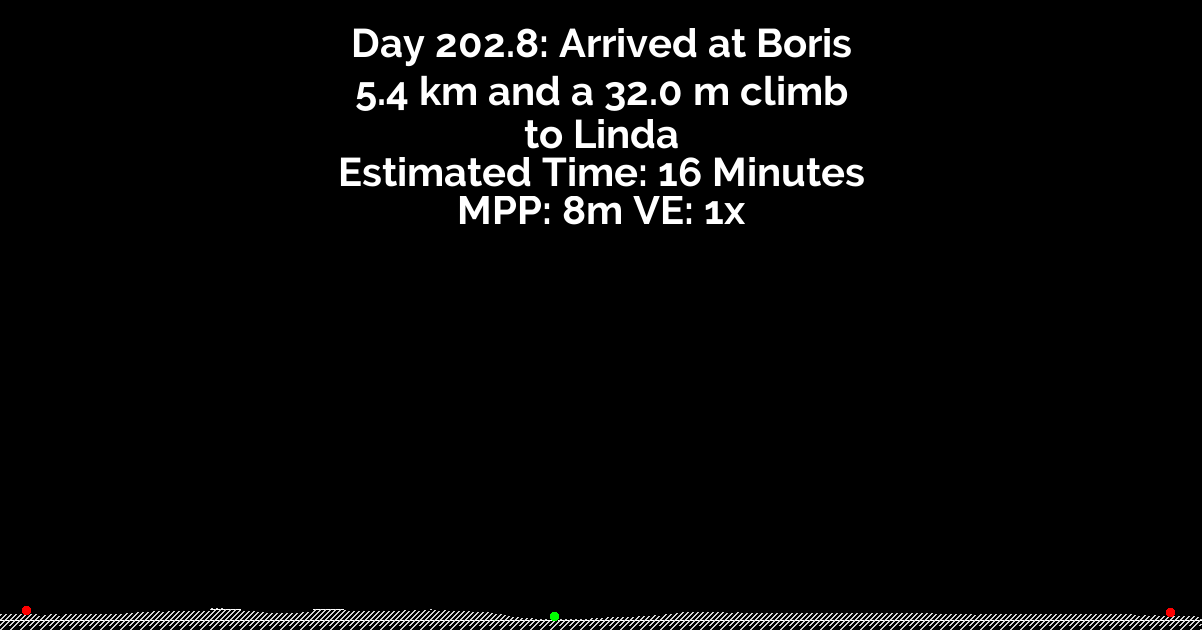 Day 202.8: Arrived at Boris
5.4 km and a 32.0 m climb
to Linda
Estimated Time: 16 Minutes
MPP: 8m VE: 1x